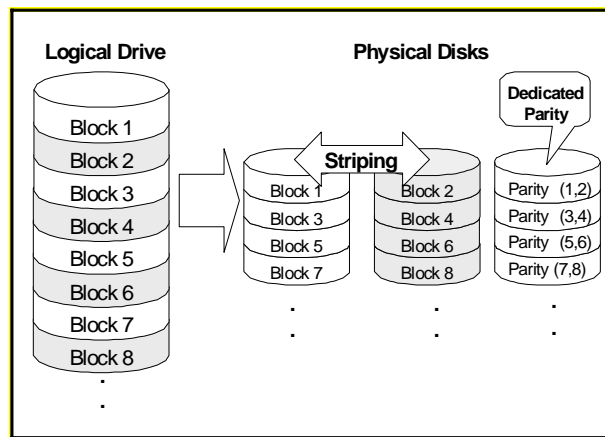 Logical Drive
Physical Disks
Block 1
Block 2
Block 3
Block 4
Block 5
Block 6
Block 7
Block 8
Striping
Dedicated
Parity
Block 1
Block 3
Block 5
Block 7
Block 2
Block 4
Block 6
Block 8
Parity (1,2)
Parity (3,4)
Parity (5,6)
Parity (7,8)